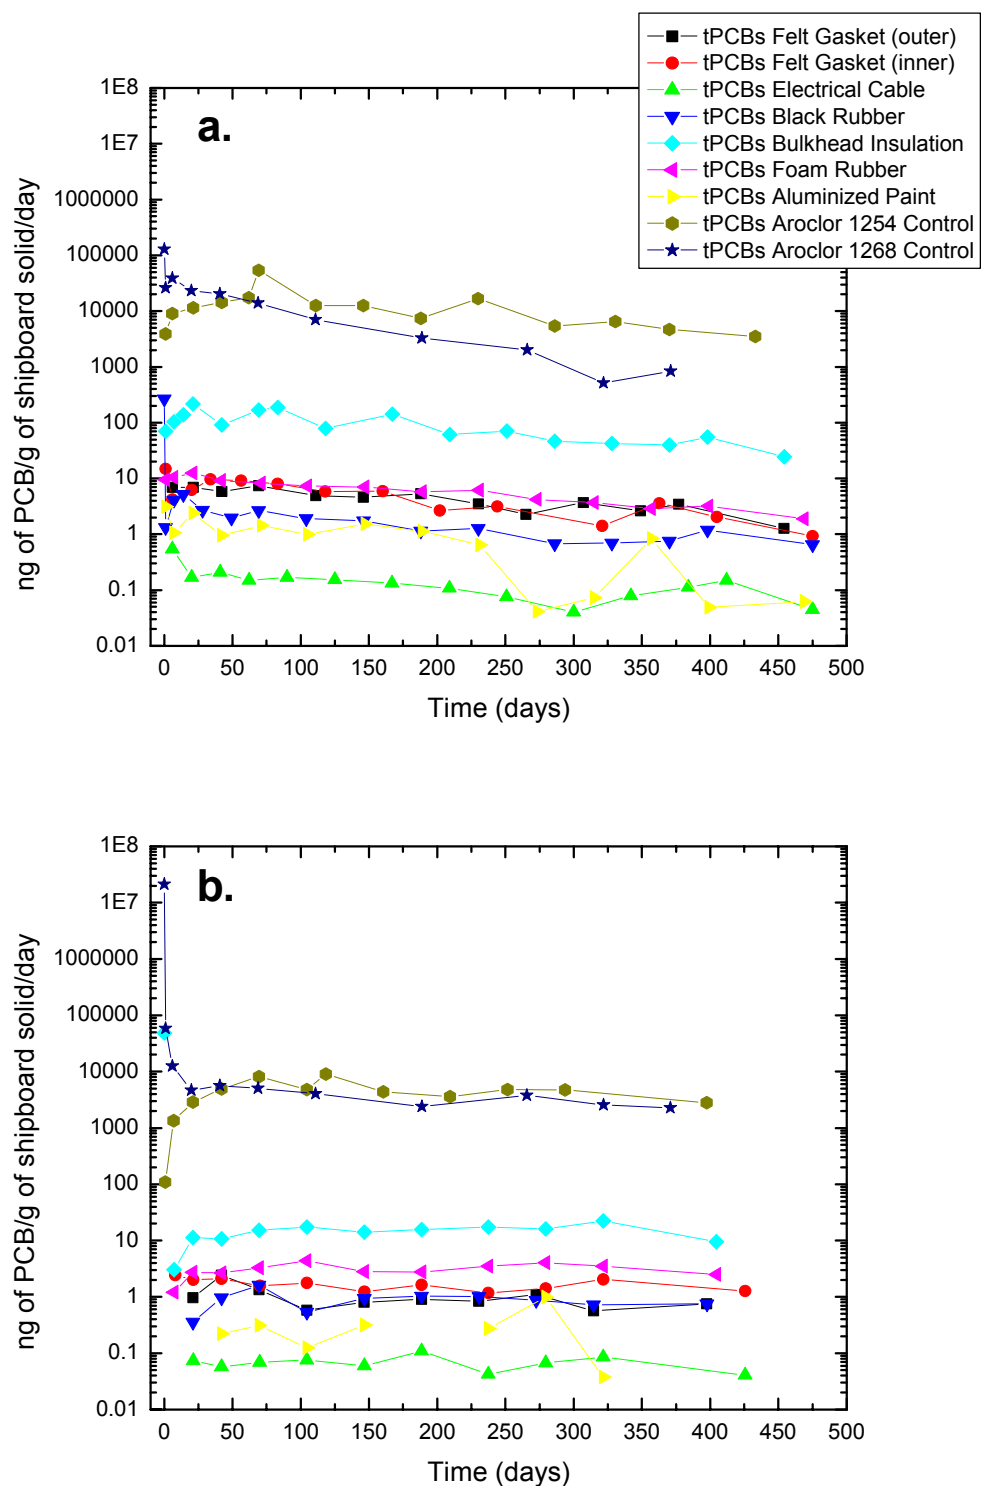 tPCBs Felt Gasket (outer)
tPCBs Felt Gasket (inner)
tPCBs Electrical Cable
tPCBs Black Rubber
tPCBs Bulkhead Insulation
tPCBs Foam Rubber
tPCBs Aluminized Paint
tPCBs Aroclor 1254 Control
tPCBs Aroclor 1268 Control
a.
ng of PCB/g of shipboard solid/day
1E8
1E7
1000000
100000
10000
1000
100
10
1
0.1
0.01
0 50 100 150 200 250 300 350 400 450 500
Time (days)
b.
ng of PCB/g of shipboard solid/day
1E8
1E7
1000000
100000
10000
1000
100
10
1
0.1
0.01
0 50 100 150 200 250 300 350 400 450 500
Time (days)